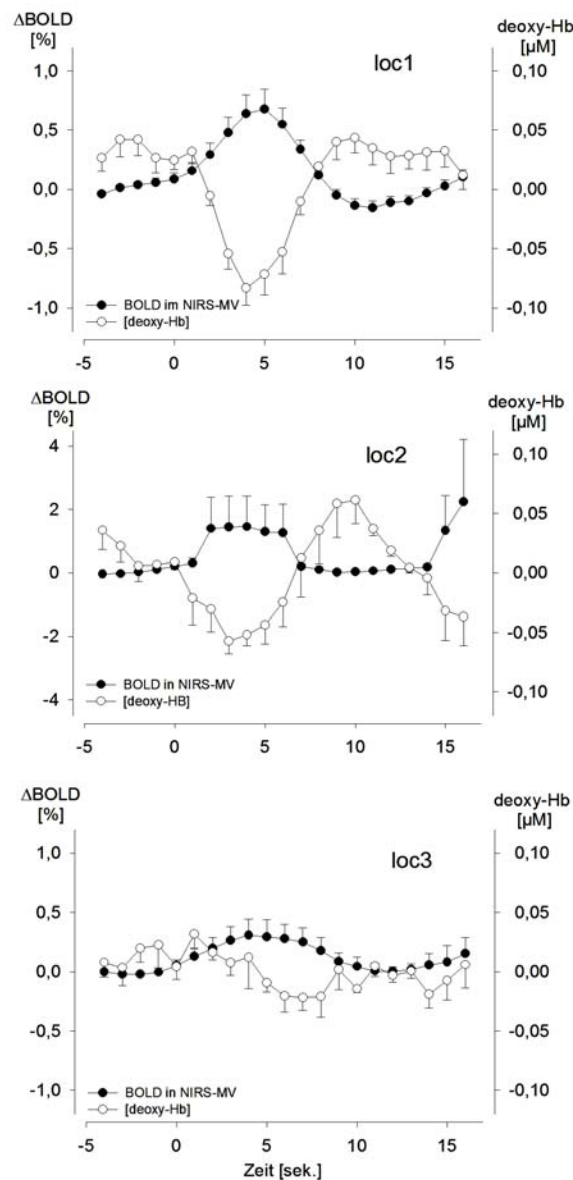 ΔBOLD
[%]
deoxy-Hb
[µM]
loc1
1,0
0,5
0,0
-0,5
-1,0
0,10
0,05
0,00
-0,05
-0,10
BOLD im NIRS-MV
[deoxy-Hb]
-5
0
5
10
15
ΔBOLD
[%]
deoxy-Hb
[µM]
loc2
4
2
0
-2
-4
0,10
0,05
0,00
-0,05
-0,10
BOLD in NIRS-MV
[deoxy-HB]
-5
0
5
10
15
ΔBOLD
[%]
deoxy-Hb
[µM]
loc3
1,0
0,5
0,0
-0,5
-1,0
0,10
0,05
0,00
-0,05
-0,10
BOLD in NIRS-MV
[deoxy-Hb]
-5
0
5
10
15
Zeit [sek.]